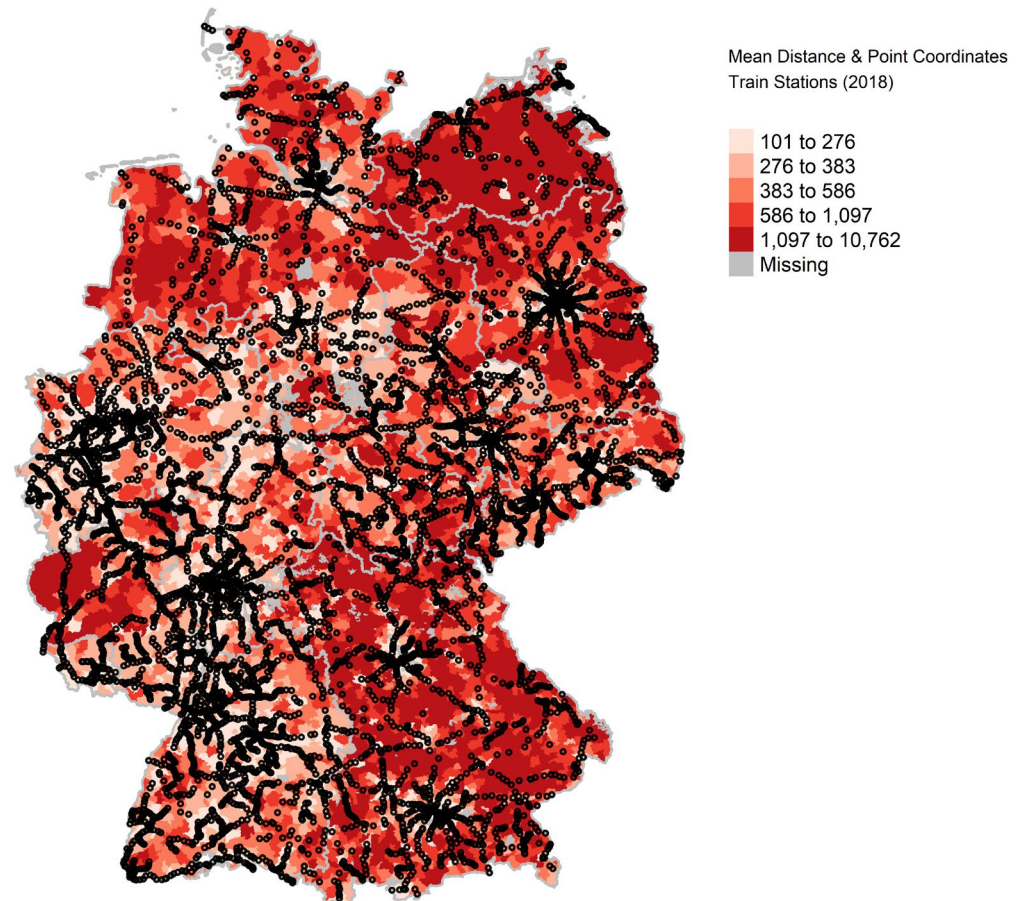 Mean Distance & Point Coordinates
Train Stations (2018)
101 to 276
276 to 383
383 to 586
586 to 1,097
1,097 to 10,762
Missing